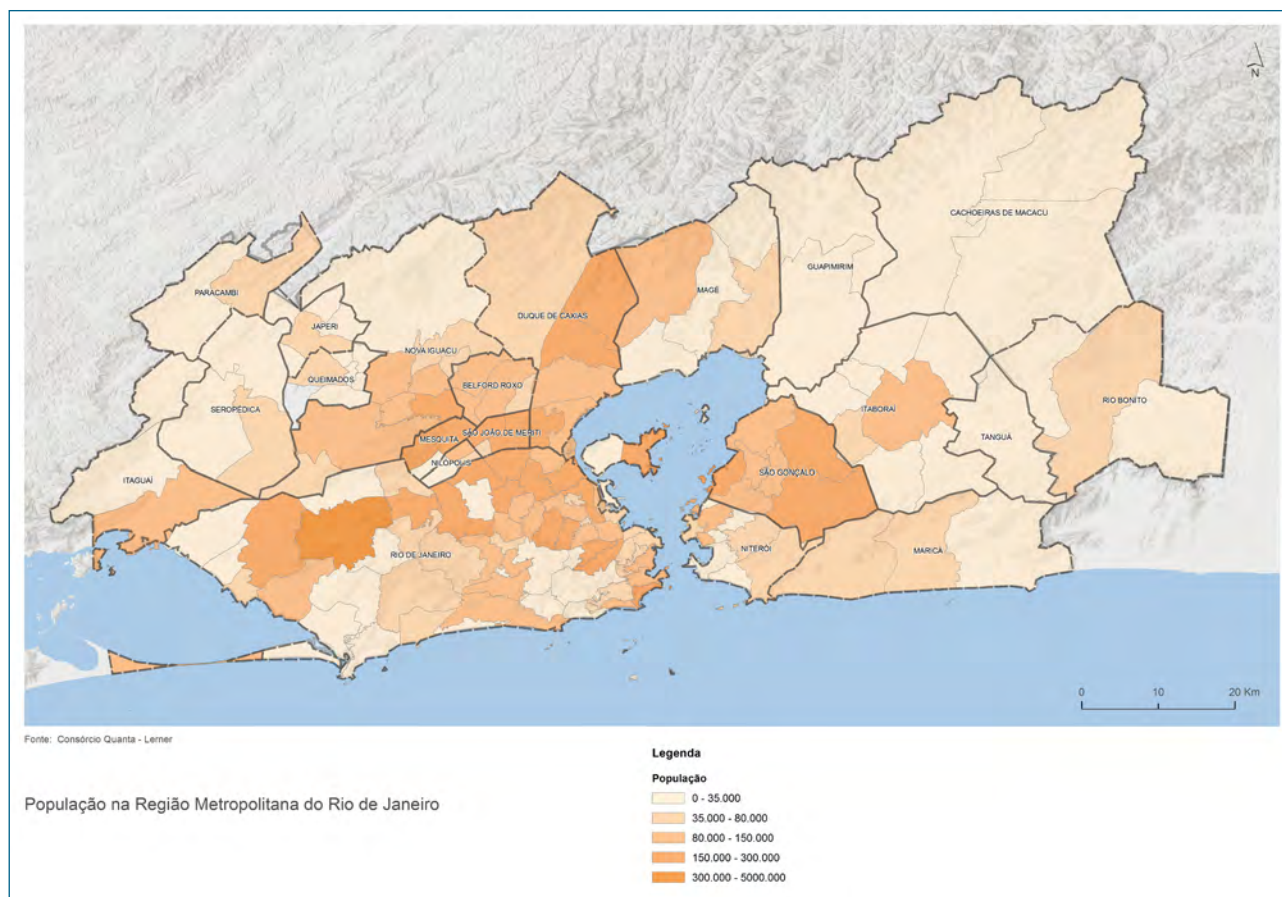 N
CACHOEIRAS DE MACACU
GUAPIMIRIM
PARACAMBI
MAGÉ
DUQUE DE CAXIAS
JAPERI
NOVA IGUAÇU
QUEIMADOS
BELFORD ROXO
RIO BONITO
SEROPÉDICA
ITABORAÍ
TANGUÁ
MESQUITA
SÃO JOÃO DE MERITI
NILÓPOLIS
SÃO GONÇALO
ITAGUAÍ
RIO DE JANEIRO
NITERÓI
MARICÁ
0 10 20 Km
Fonte: Consórcio Quanta - Lerner
População na Região Metropolitana do Rio de Janeiro
Legenda
População
0 - 35.000
35.000 - 80.000
80.000 - 150.000
150.000 - 300.000
300.000 - 5000.000